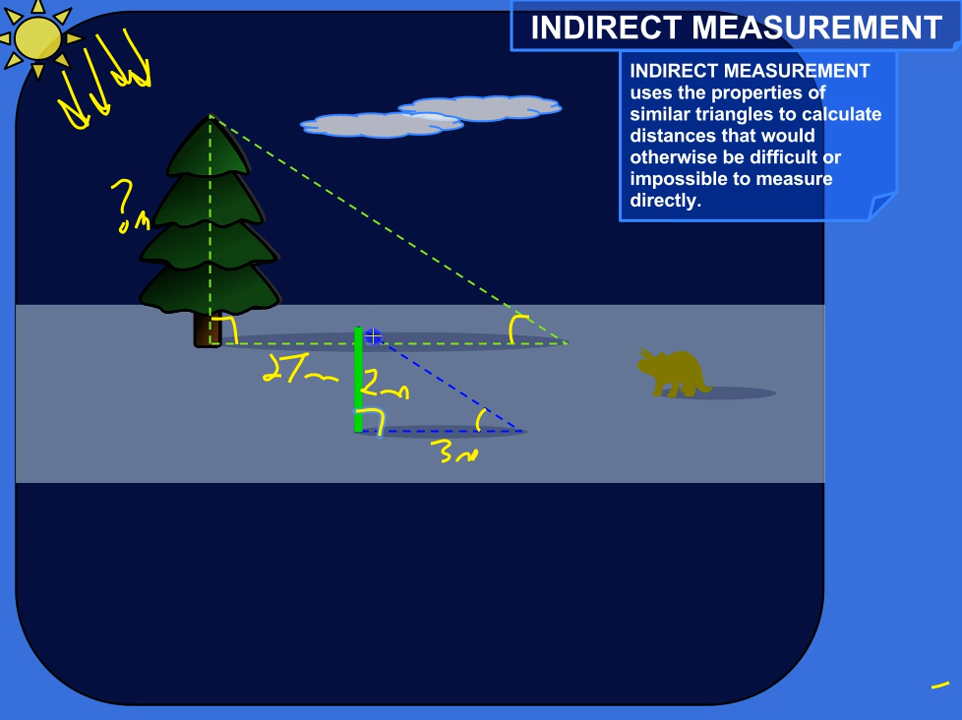 INDIRECT MEASUREMENT
INDIRECT MEASUREMENT
uses the properties of
similar triangles to calculate
distances that would
otherwise be difficult or
impossible to measure
directly.
?m
27m
2m
3m